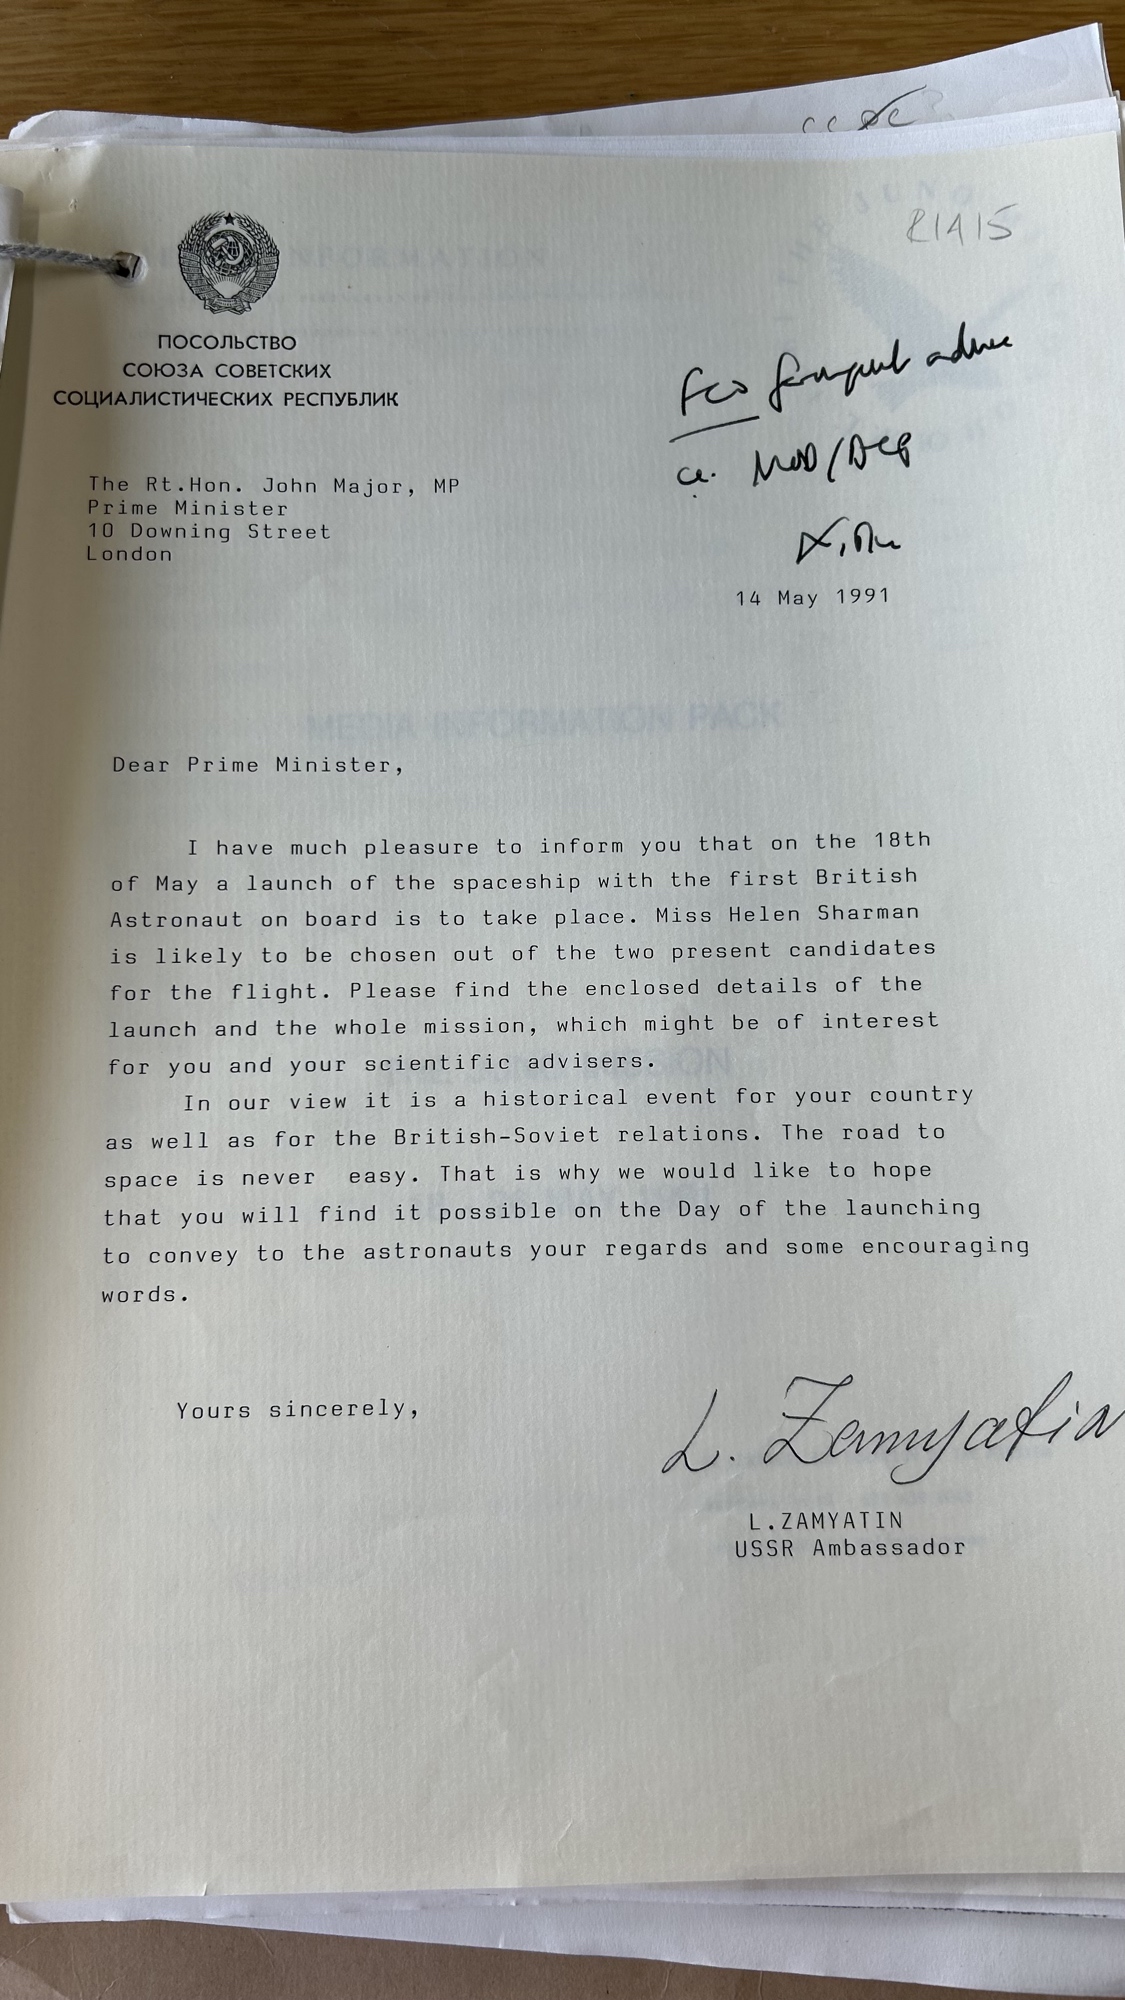 R1415
ПОСОЛЬСТВО
СОЮЗА СОВЕТСКИХ
СОЦИАЛИСТИЧЕСКИХ РЕСПУБЛИК
FCO
cc. MOD/
The Rt.Hon. John Major, MP
Prime Minister
10 Downing Street
London
14 May 1991
MEDIA INFORMATION PACK
Dear Prime Minister,
I have much pleasure to inform you that on the 18th
of May a launch of the spaceship with the first British
Astronaut on board is to take place. Miss Helen Sharman
is likely to be chosen out of the two present candidates
for the flight. Please find the enclosed details of the
launch and the whole mission, which might be of interest
for you and your scientific advisers.
In our view it is a historical event for your country
as well as for the British-Soviet relations. The road to
space is never easy. That is why we would like to hope
that you will find it possible on the Day of the launching
to convey to the astronauts your regards and some encouraging
words.
Yours sincerely,
L. Zamyatin
L.ZAMYATIN
USSR Ambassador